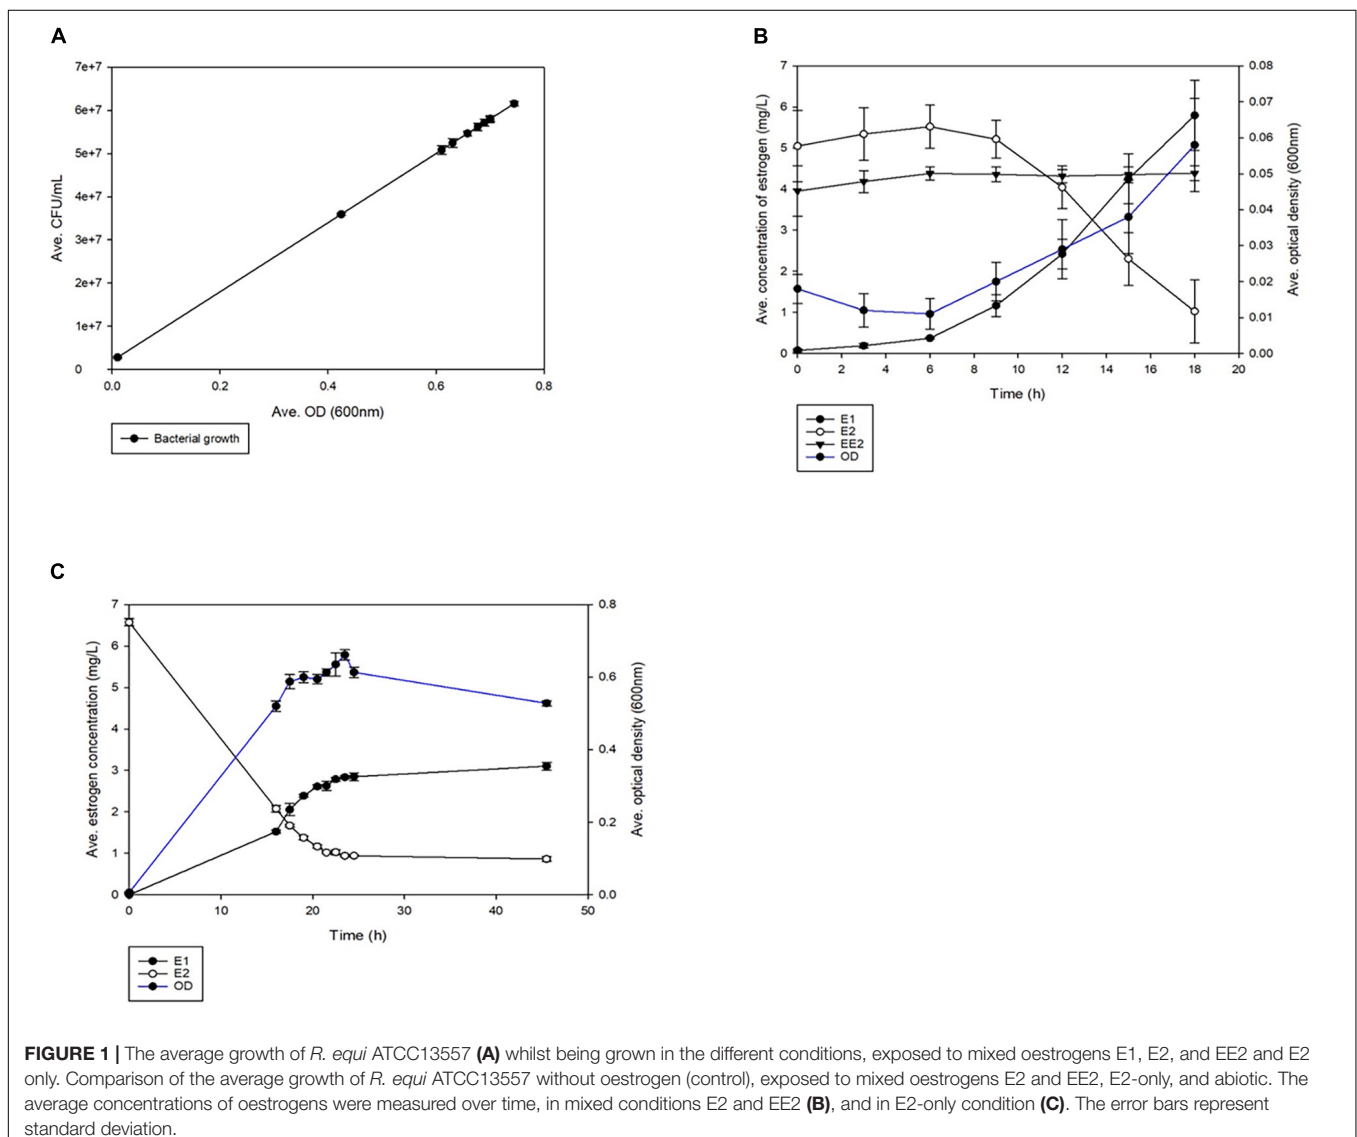 A
7e+7
6e+7
5e+7
4e+7
3e+7
2e+7
1e+7
0
Ave. CFU/mL
0.0 0.2 0.4 0.6 0.8
Ave. OD (600nm)
Bacterial growth
B
7
6
5
4
3
2
1
0
Ave. concentration of estrogen (mg/L)
0.08
0.07
0.06
0.05
0.04
0.03
0.02
0.01
0.00
Ave. optical density (600nm)
0 2 4 6 8 10 12 14 16 18 20
Time (h)
E1
E2
EE2
OD
C
7
6
5
4
3
2
1
0
Ave. estrogen concentration (mg/L)
0.8
0.6
0.4
0.2
0.0
Ave. optical density (600nm)
0 10 20 30 40 50
Time (h)
E1
E2
OD
FIGURE 1 | The average growth of R. equi ATCC13557 (A) whilst being grown in the different conditions, exposed to mixed oestrogens E1, E2, and EE2 and E2
only. Comparison of the average growth of R. equi ATCC13557 without oestrogen (control), exposed to mixed oestrogens E2 and EE2, E2-only, and abiotic. The
average concentrations of oestrogens were measured over time, in mixed conditions E2 and EE2 (B), and in E2-only condition (C). The error bars represent
standard deviation.